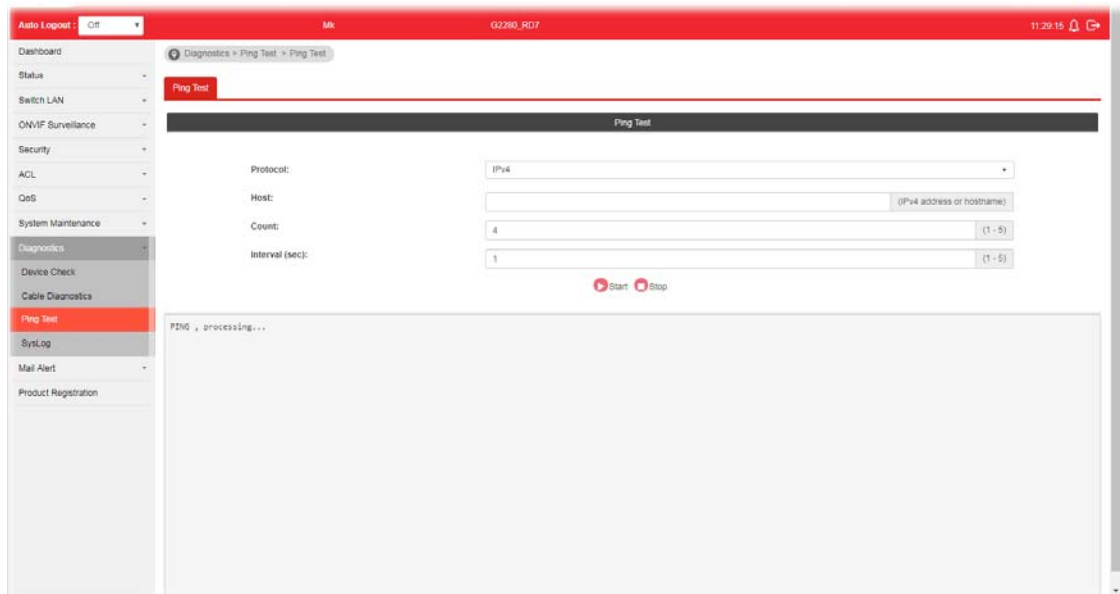 Auto Logout : Off Mk G2280_RD7 11:29:15
Diagnostics > Ping Test > Ping Test
Dashboard
Status
Switch LAN
ONVIF Surveillance
Security
ACL
QoS
System Maintenance
Diagnostics
Device Check
Cable Diagnostics
Ping Test
SysLog
Mail Alert
Product Registration
Ping Test
Ping Test
Protocol: IPv4
Host: (IPv4 address or hostname)
Count: 4 (1 - 5)
Interval (sec): 1 (1 - 5)
Start Stop
PING , processing...